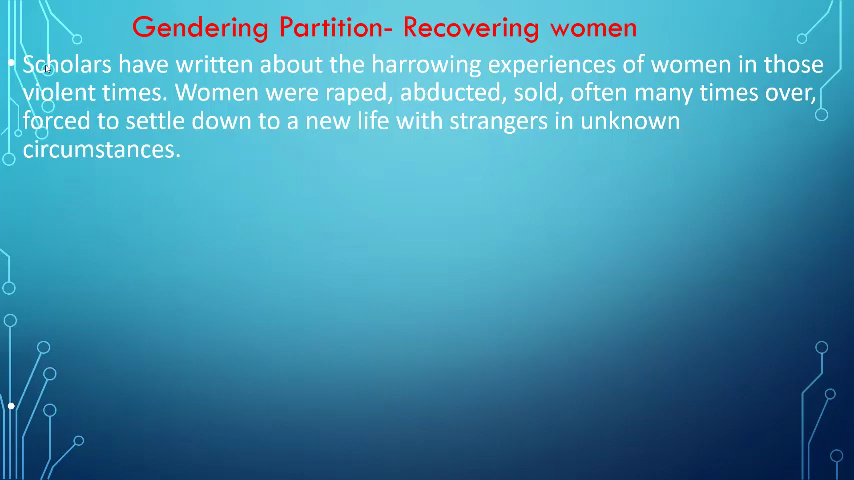 Gendering Partition- Recovering women
• Scholars have written about the harrowing experiences of women in those
violent times. Women were raped, abducted, sold, often many times over,
forced to settle down to a new life with strangers in unknown
circumstances.
•